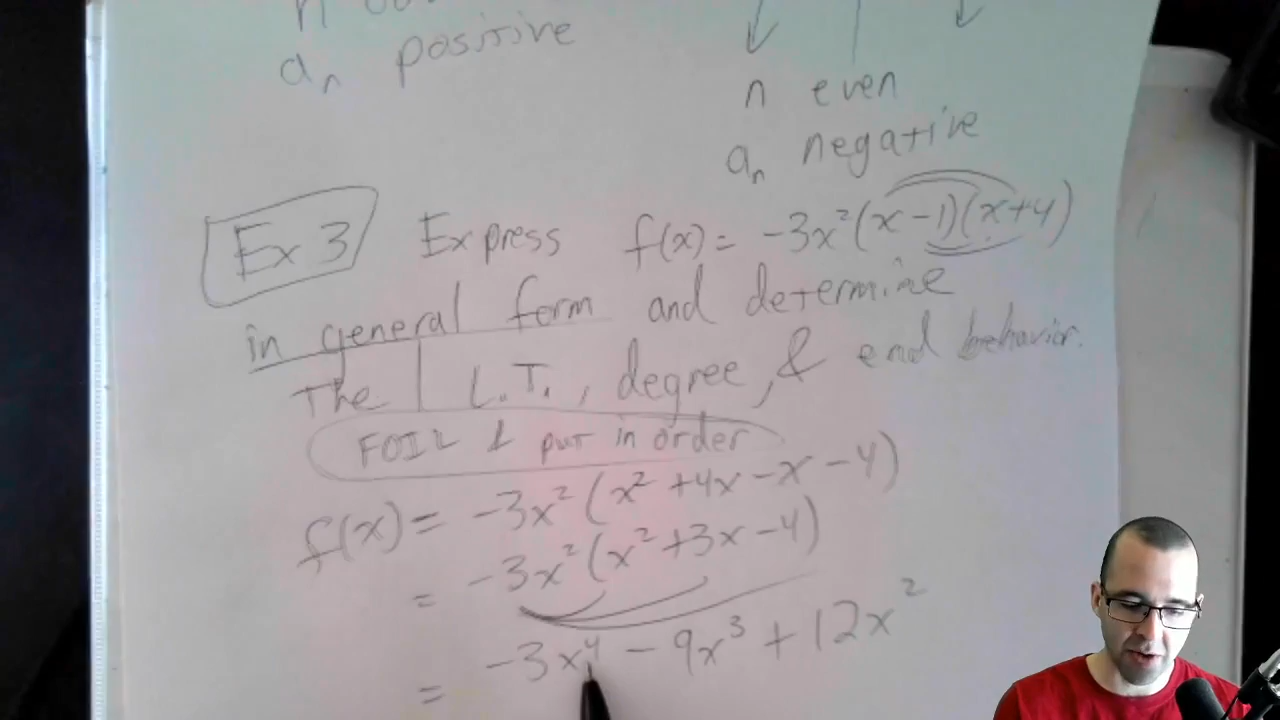 aₙ positive
n even
aₙ negative
Ex 3 Express f(x) = -3x²(x-1)(x+4)
in general form and determine
the L.T., degree, & end behavior.
FOIL & put in order
f(x) = -3x²(x² +4x -x -4)
= -3x²(x² +3x -4)
= -3x⁴ - 9x³ + 12x²